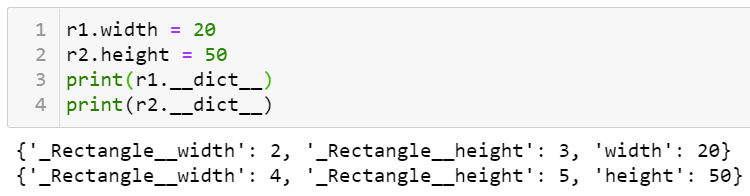 1 r1.width = 20
2 r2.height = 50
3 print(r1.__dict__)
4 print(r2.__dict__)
{'_Rectangle__width': 2, '_Rectangle__height': 3, 'width': 20}
{'_Rectangle__width': 4, '_Rectangle__height': 5, 'height': 50}